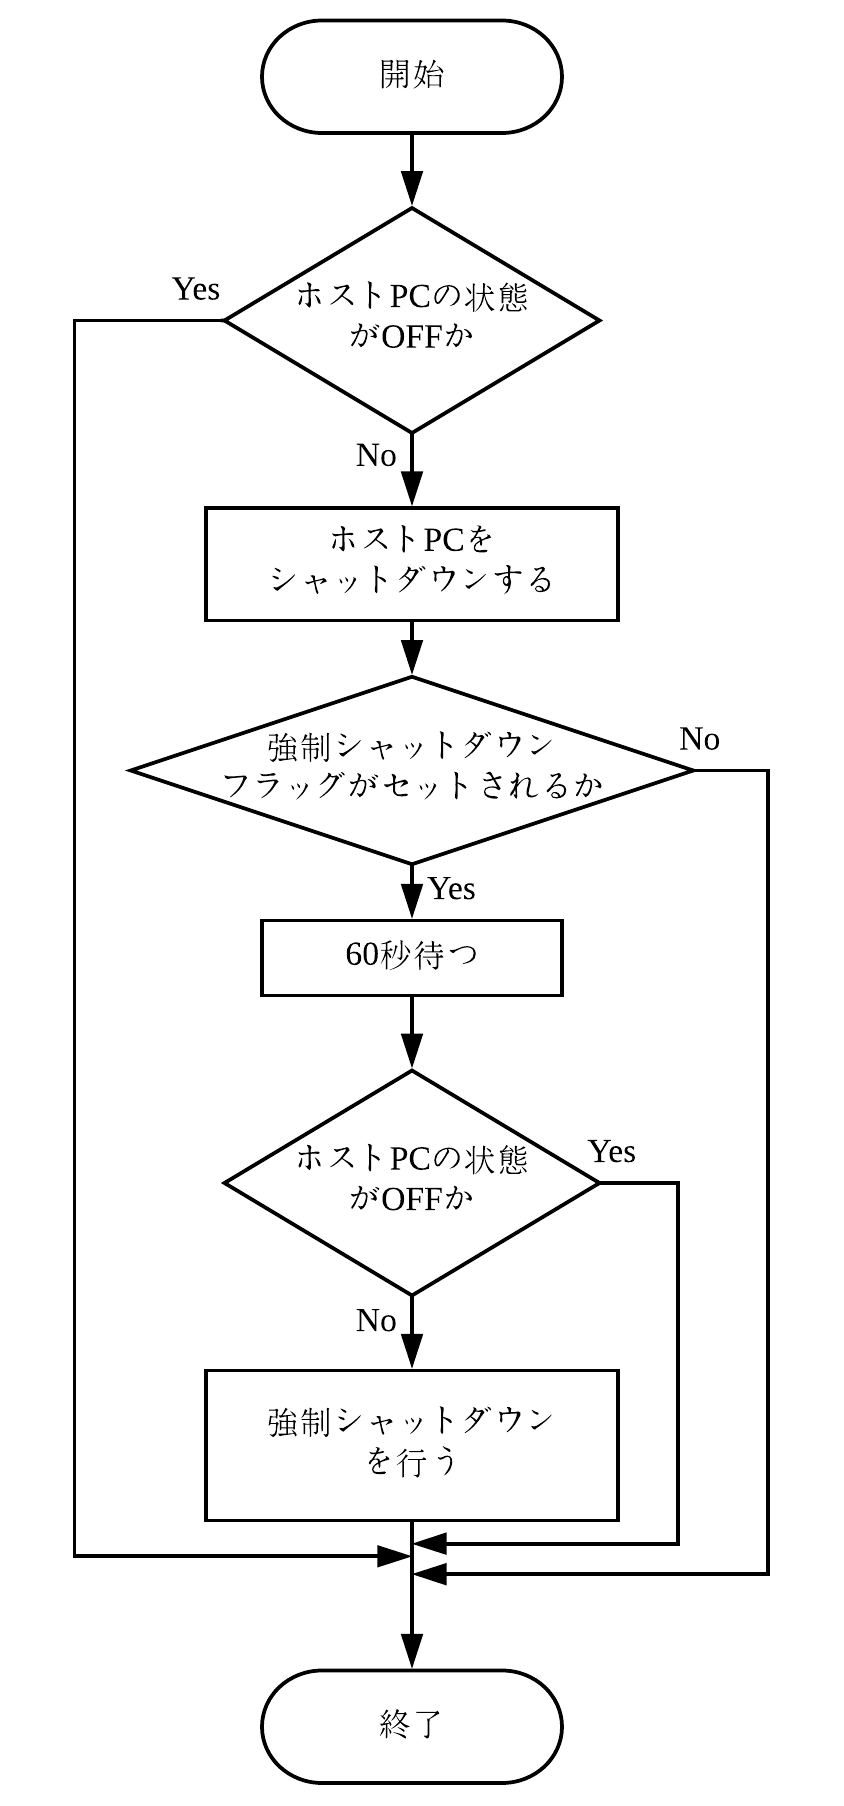 開始
Yes
ホストPCの状態
がOFFか
No
ホストPCを
シャットダウンする
No
強制シャットダウン
フラッグがセットされるか
Yes
60秒待つ
Yes
ホストPCの状態
がOFFか
No
強制シャットダウン
を行う
終了